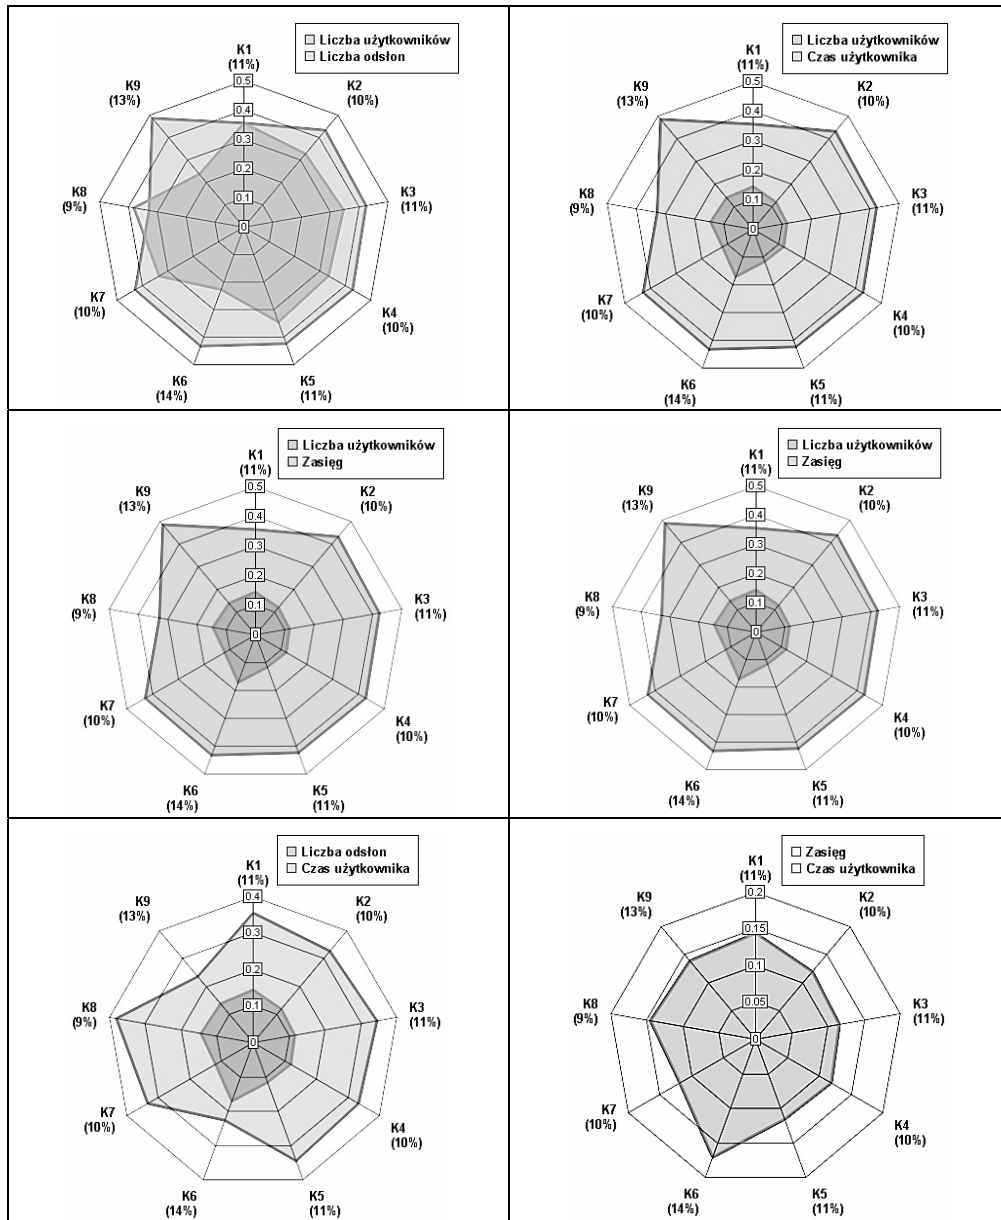 Liczba użytkowników
Liczba odsłon
K1
(11%)
K2
(10%)
K3
(11%)
K4
(10%)
K5
(11%)
K6
(14%)
K7
(10%)
K8
(9%)
K9
(13%)
0.5
0.4
0.3
0.2
0.1
0
Liczba użytkowników
Czas użytkownika
K1
(11%)
K2
(10%)
K3
(11%)
K4
(10%)
K5
(11%)
K6
(14%)
K7
(10%)
K8
(9%)
K9
(13%)
0.5
0.4
0.3
0.2
0.1
0
Liczba użytkowników
Zasięg
K1
(11%)
K2
(10%)
K3
(11%)
K4
(10%)
K5
(11%)
K6
(14%)
K7
(10%)
K8
(9%)
K9
(13%)
0.5
0.4
0.3
0.2
0.1
0
Liczba użytkowników
Zasięg
K1
(11%)
K2
(10%)
K3
(11%)
K4
(10%)
K5
(11%)
K6
(14%)
K7
(10%)
K8
(9%)
K9
(13%)
0.5
0.4
0.3
0.2
0.1
0
Liczba odsłon
Czas użytkownika
K1
(11%)
K2
(10%)
K3
(11%)
K4
(10%)
K5
(11%)
K6
(14%)
K7
(10%)
K8
(9%)
K9
(13%)
0.4
0.3
0.2
0.1
0
Zasięg
Czas użytkownika
K1
(11%)
K2
(10%)
K3
(11%)
K4
(10%)
K5
(11%)
K6
(14%)
K7
(10%)
K8
(9%)
K9
(13%)
0.2
0.15
0.1
0.05
0